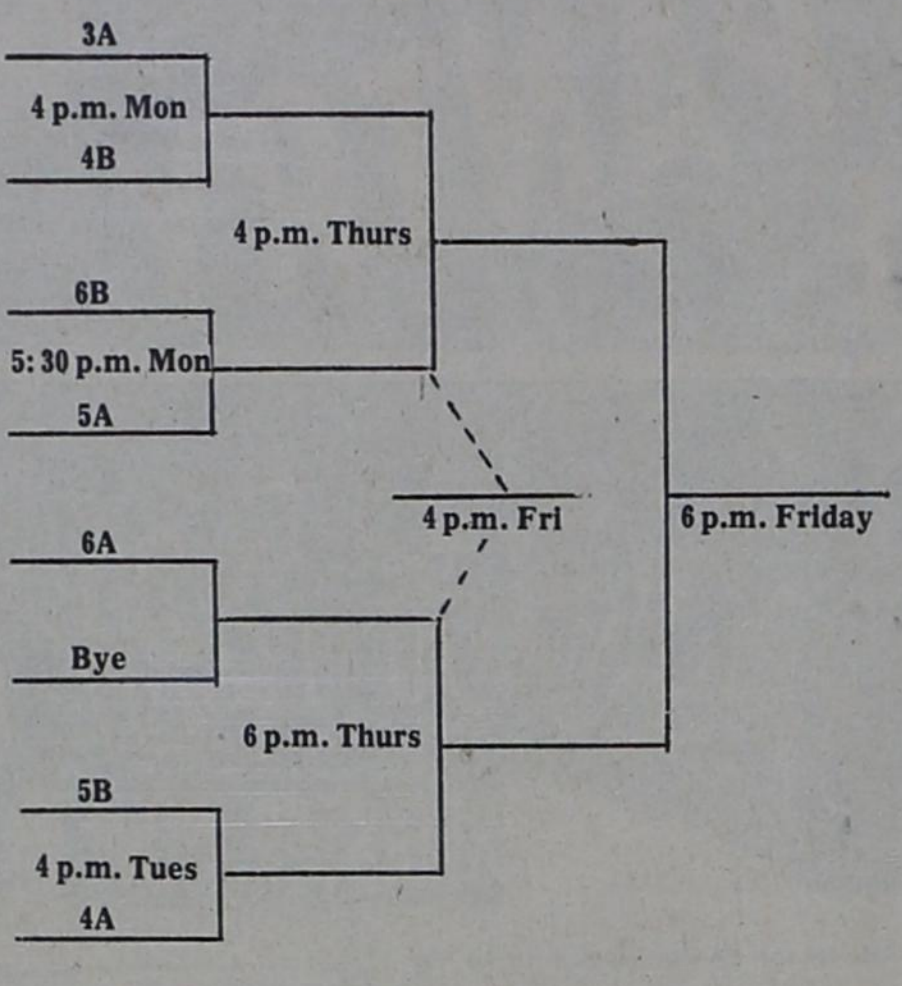 3A
4 p.m. Mon
4B
4 p.m. Thurs
6B
5: 30 p.m. Mon
5A
4 p.m. Fri
6 p.m. Friday
6A
Bye
6 p.m. Thurs
5B
4 p.m. Tues
4A